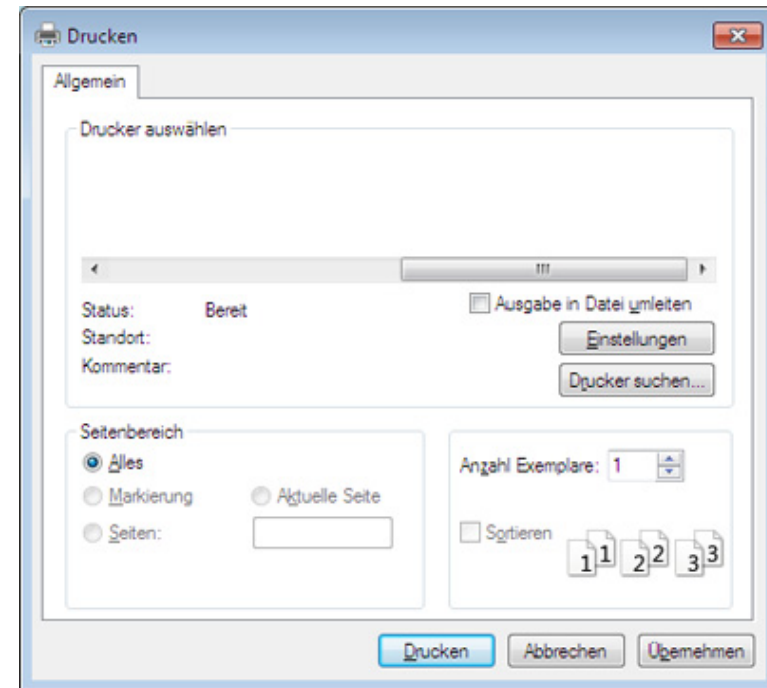 Drucken
Allgemein
Drucker auswählen
Status: Bereit
Ausgabe in Datei umleiten
Standort:
Einstellungen
Kommentar:
Drucker suchen...
Seitenbereich
Alles
Anzahl Exemplare: 1
Markierung Aktuelle Seite
Seiten:
Sortieren
1 1 2 2 3 3
Drucken Abbrechen Übernehmen